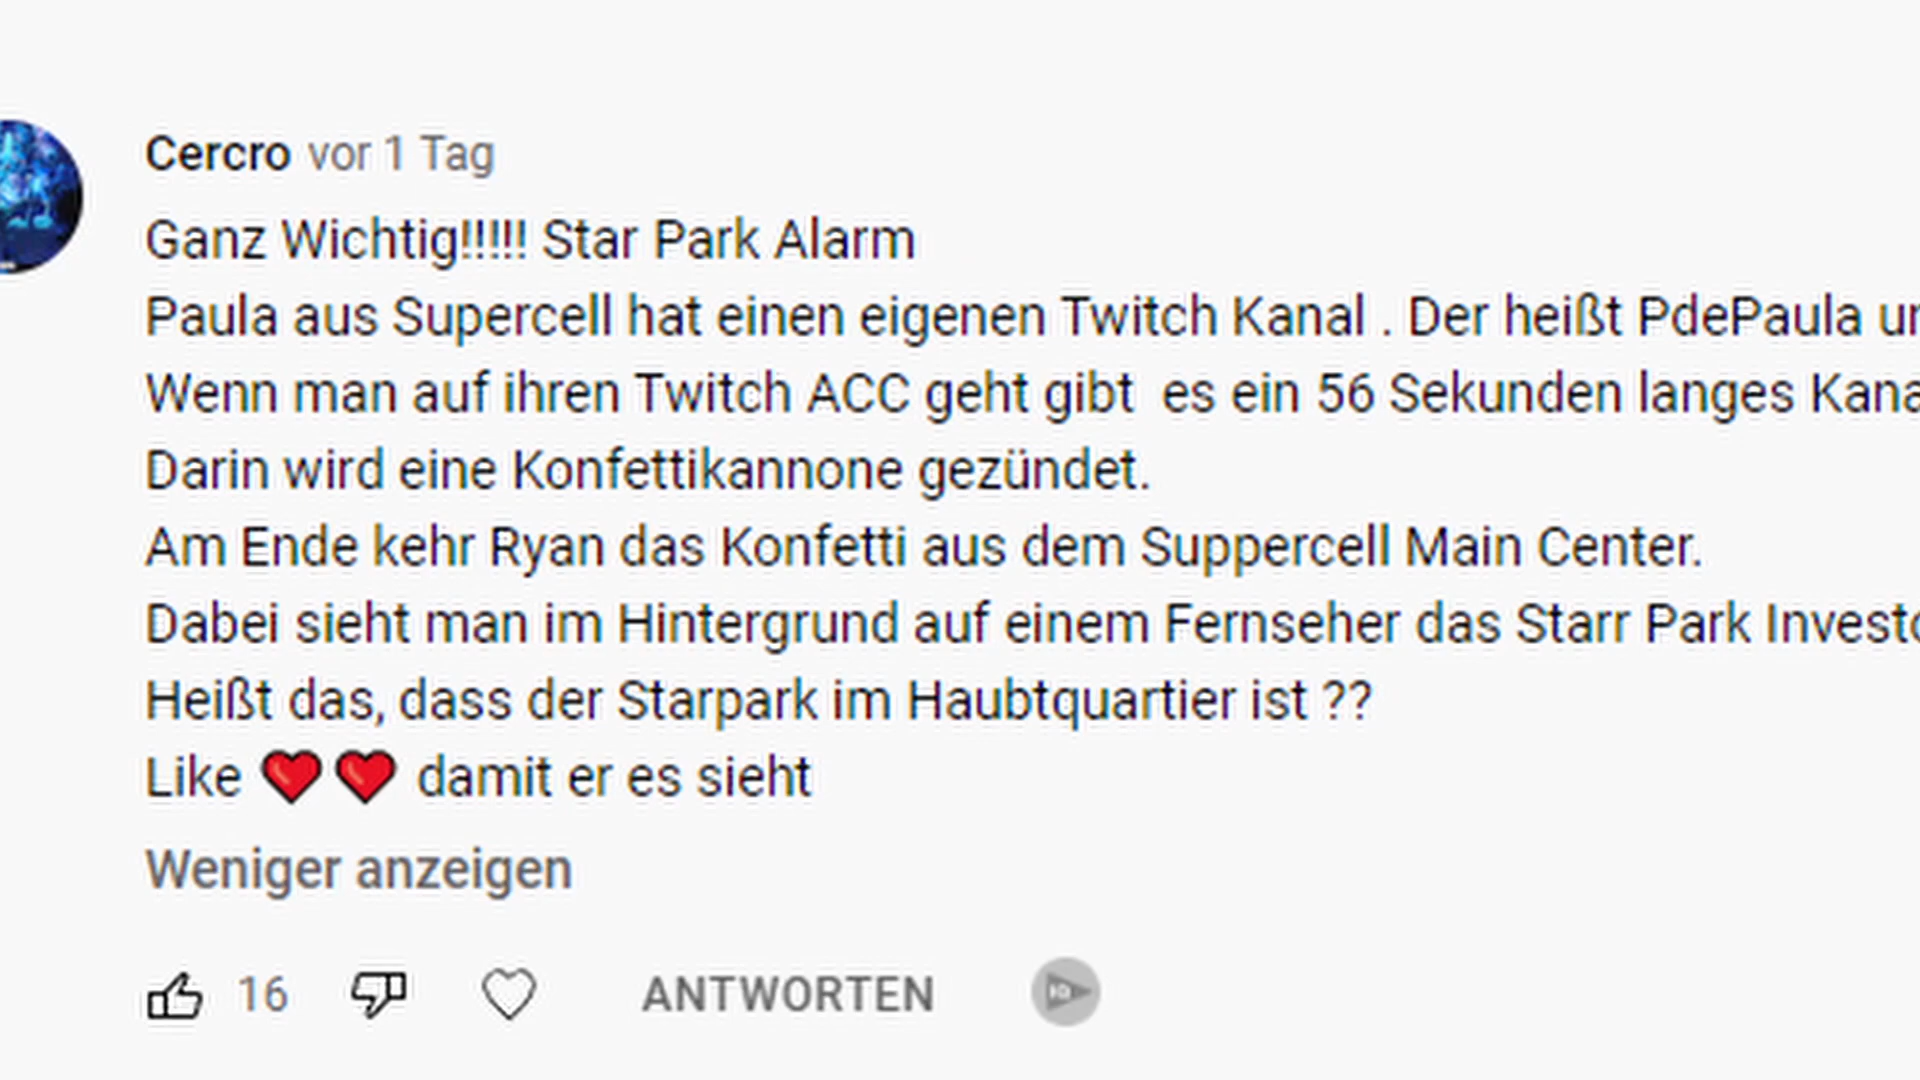 Cercro vor 1 Tag
Ganz Wichtig!!!!! Star Park Alarm
Paula aus Supercell hat einen eigenen Twitch Kanal . Der heißt PdePaula
Wenn man auf ihren Twitch ACC geht gibt  es ein 56 Sekunden langes
Darin wird eine Konfettikannone gezündet.
Am Ende kehr Ryan das Konfetti aus dem Suppercell Main Center.
Dabei sieht man im Hintergrund auf einem Fernseher das Starr Park
Heißt das, dass der Starpark im Haubtquartier ist ??
Like ❤️❤️ damit er es sieht
Weniger anzeigen
16 ANTWORTEN